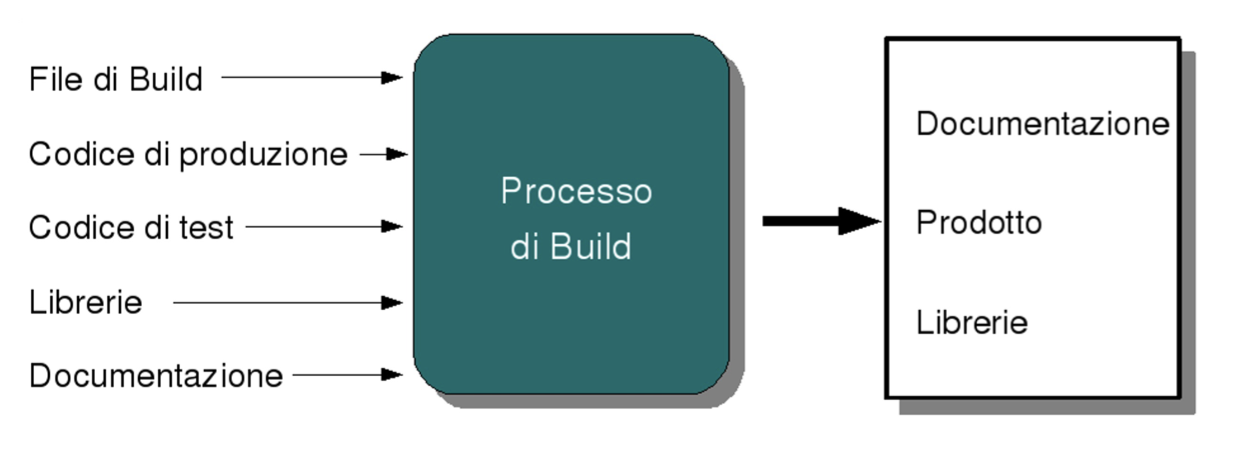 File di Build
Codice di produzione
Codice di test
Librerie
Documentazione
Processo
di Build
Documentazione
Prodotto
Librerie